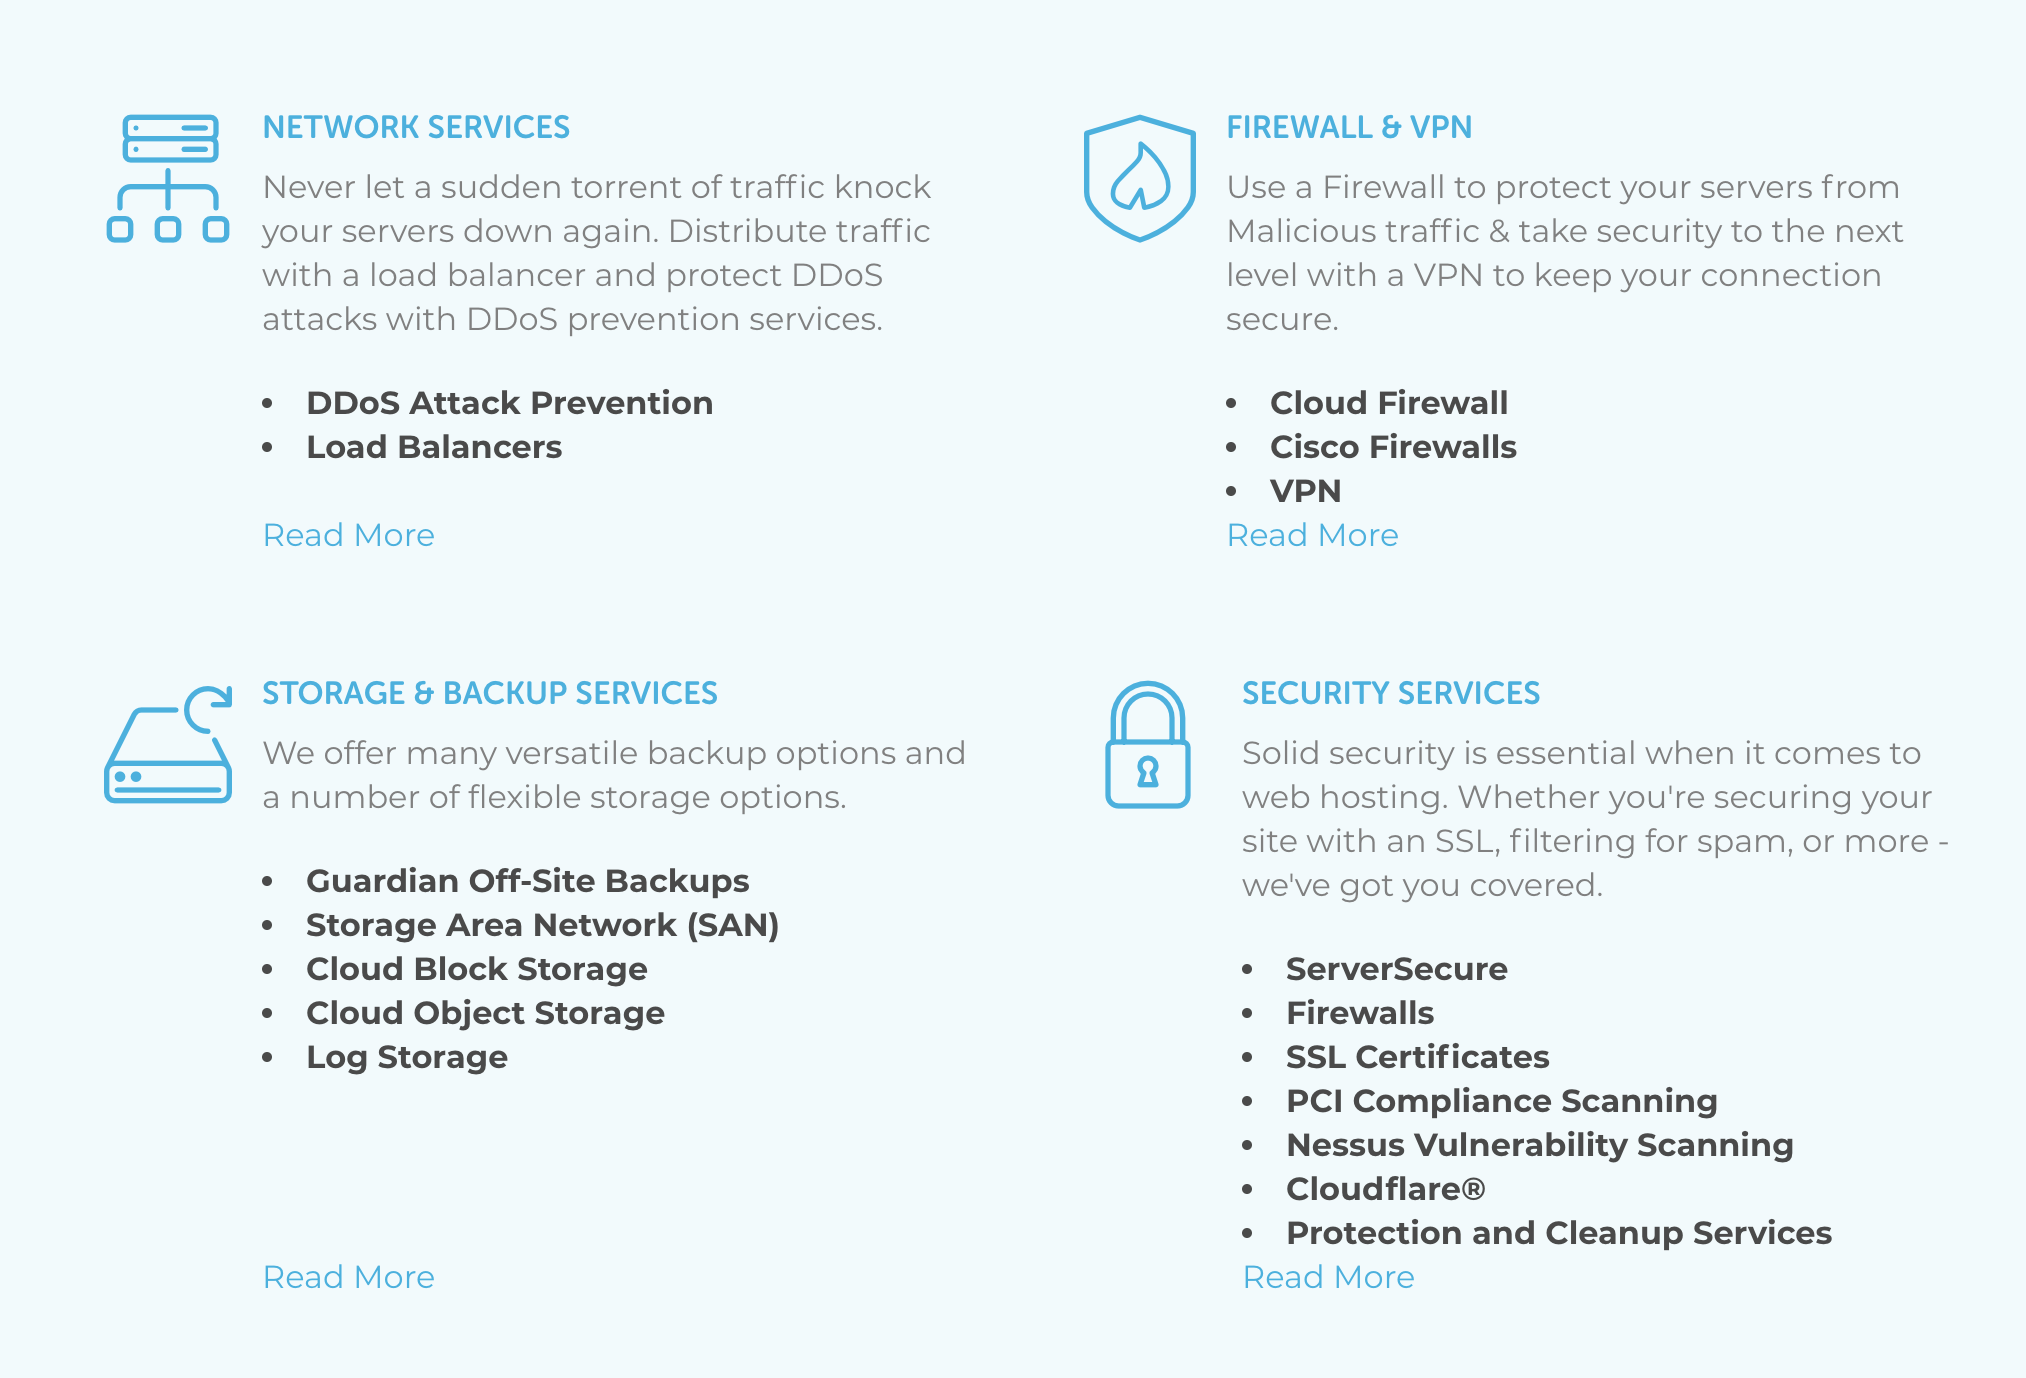 NETWORK SERVICES
Never let a sudden torrent of traffic knock
your servers down again. Distribute traffic
with a load balancer and protect DDoS
attacks with DDoS prevention services.
• DDoS Attack Prevention
• Load Balancers
Read More
FIREWALL & VPN
Use a Firewall to protect your servers from
Malicious traffic & take security to the next
level with a VPN to keep your connection
secure.
• Cloud Firewall
• Cisco Firewalls
• VPN
Read More
STORAGE & BACKUP SERVICES
We offer many versatile backup options and
a number of flexible storage options.
• Guardian Off-Site Backups
• Storage Area Network (SAN)
• Cloud Block Storage
• Cloud Object Storage
• Log Storage
Read More
SECURITY SERVICES
Solid security is essential when it comes to
web hosting. Whether you're securing your
site with an SSL, filtering for spam, or more -
we've got you covered.
• ServerSecure
• Firewalls
• SSL Certificates
• PCI Compliance Scanning
• Nessus Vulnerability Scanning
• Cloudflare®
• Protection and Cleanup Services
Read More